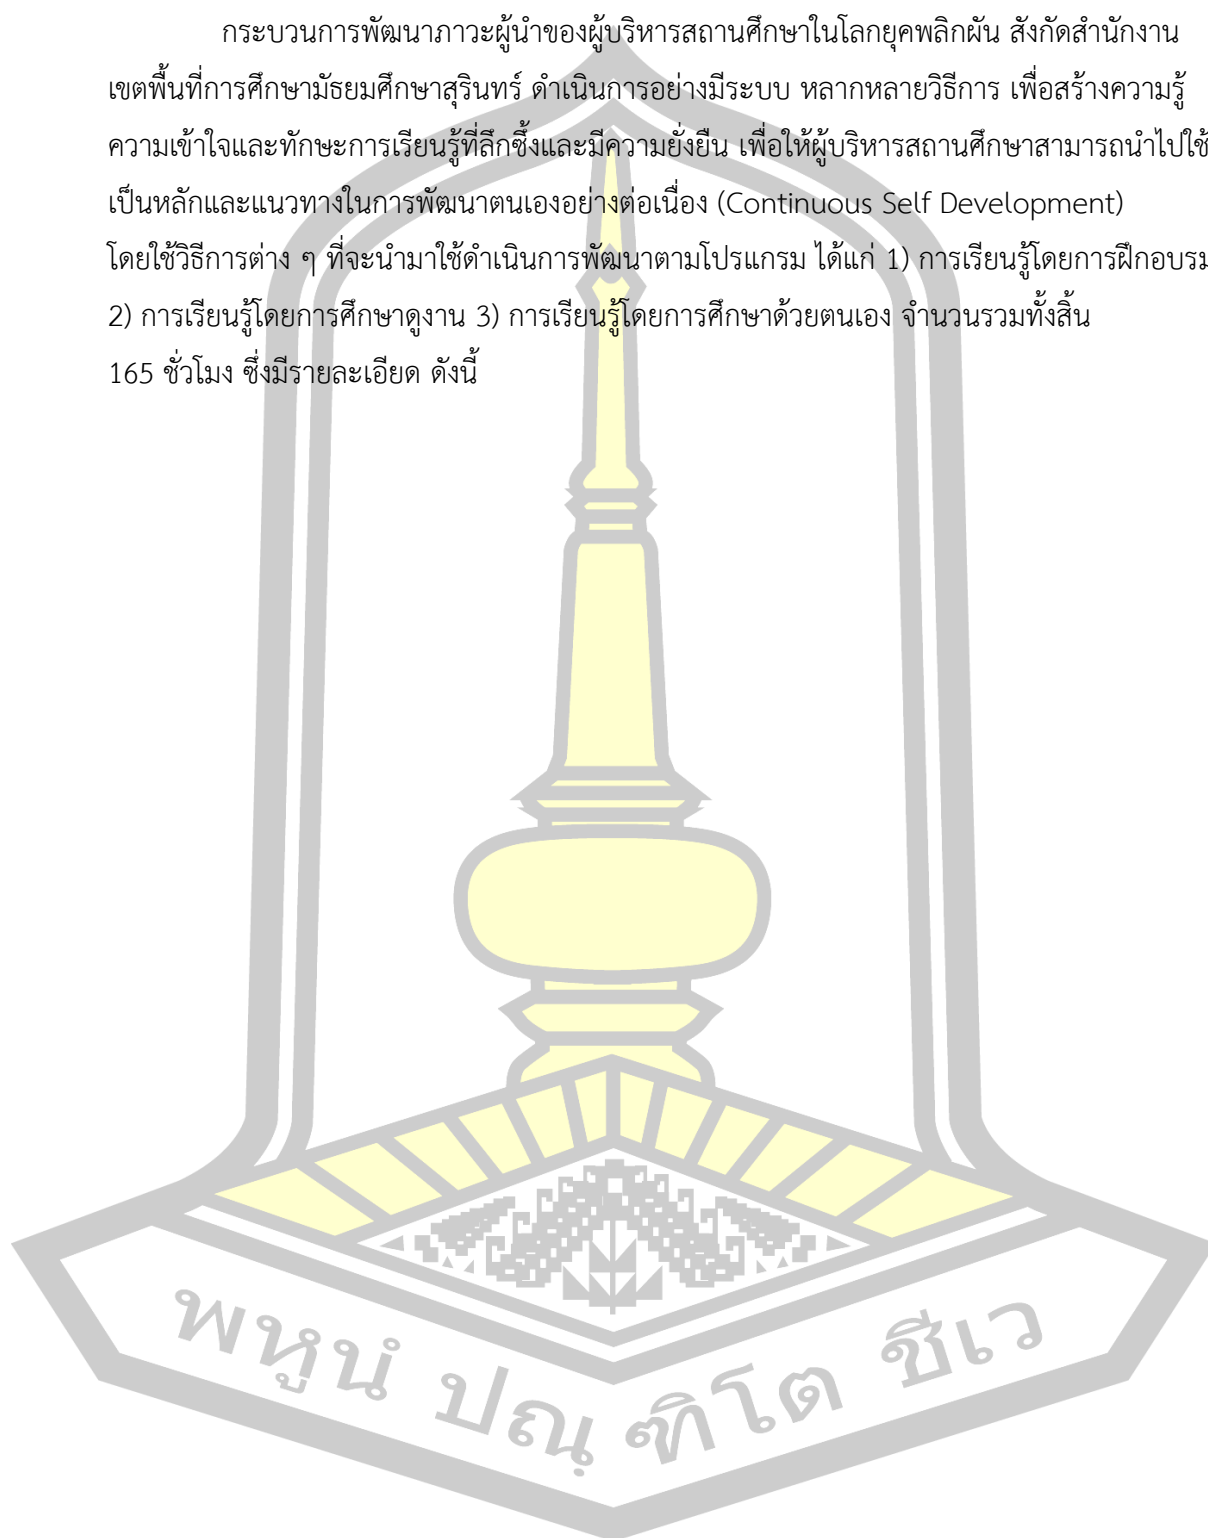 กระบวนการพัฒนาภาวะผู้นำของผู้บริหารสถานศึกษาในโลกยุคพลิกผัน สังกัดสำนักงาน
เขตพื้นที่การศึกษามัธยมศึกษาสุรินทร์ ดำเนินการอย่างมีระบบ หลากหลายวิธีการ เพื่อสร้างความรู้
ความเข้าใจและทักษะการเรียนรู้ที่ลึกซึ้งและมีความยั่งยืน เพื่อให้ผู้บริหารสถานศึกษาสามารถนำไปใช้
เป็นหลักและแนวทางในการพัฒนาตนเองอย่างต่อเนื่อง (Continuous Self Development)
โดยใช้วิธีการต่าง ๆ ที่จะนำมาใช้ดำเนินการพัฒนาตามโปรแกรม ได้แก่ 1) การเรียนรู้โดยการฝึกอบรม
2) การเรียนรู้โดยการศึกษาดูงาน 3) การเรียนรู้โดยการศึกษาด้วยตนเอง จำนวนรวมทั้งสิ้น
165 ชั่วโมง ซึ่งมีรายละเอียด ดังนี้
พหูนํ ปณฺฑิโต ชีเว